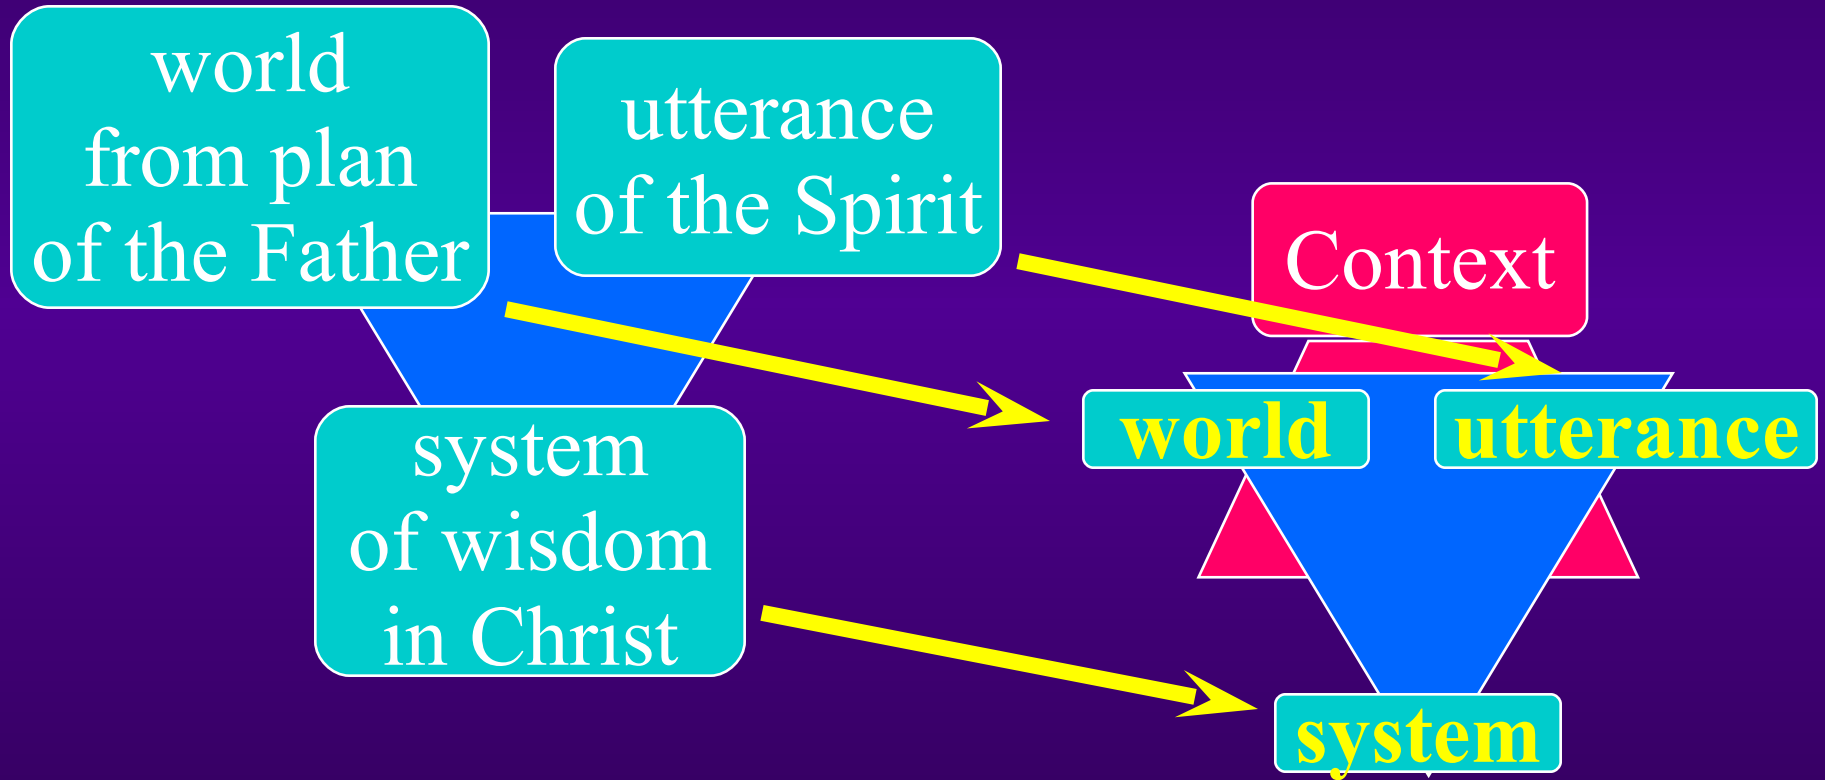 world
from plan
of the Father
utterance
of the Spirit
system
of wisdom
in Christ
Context
world
utterance
system